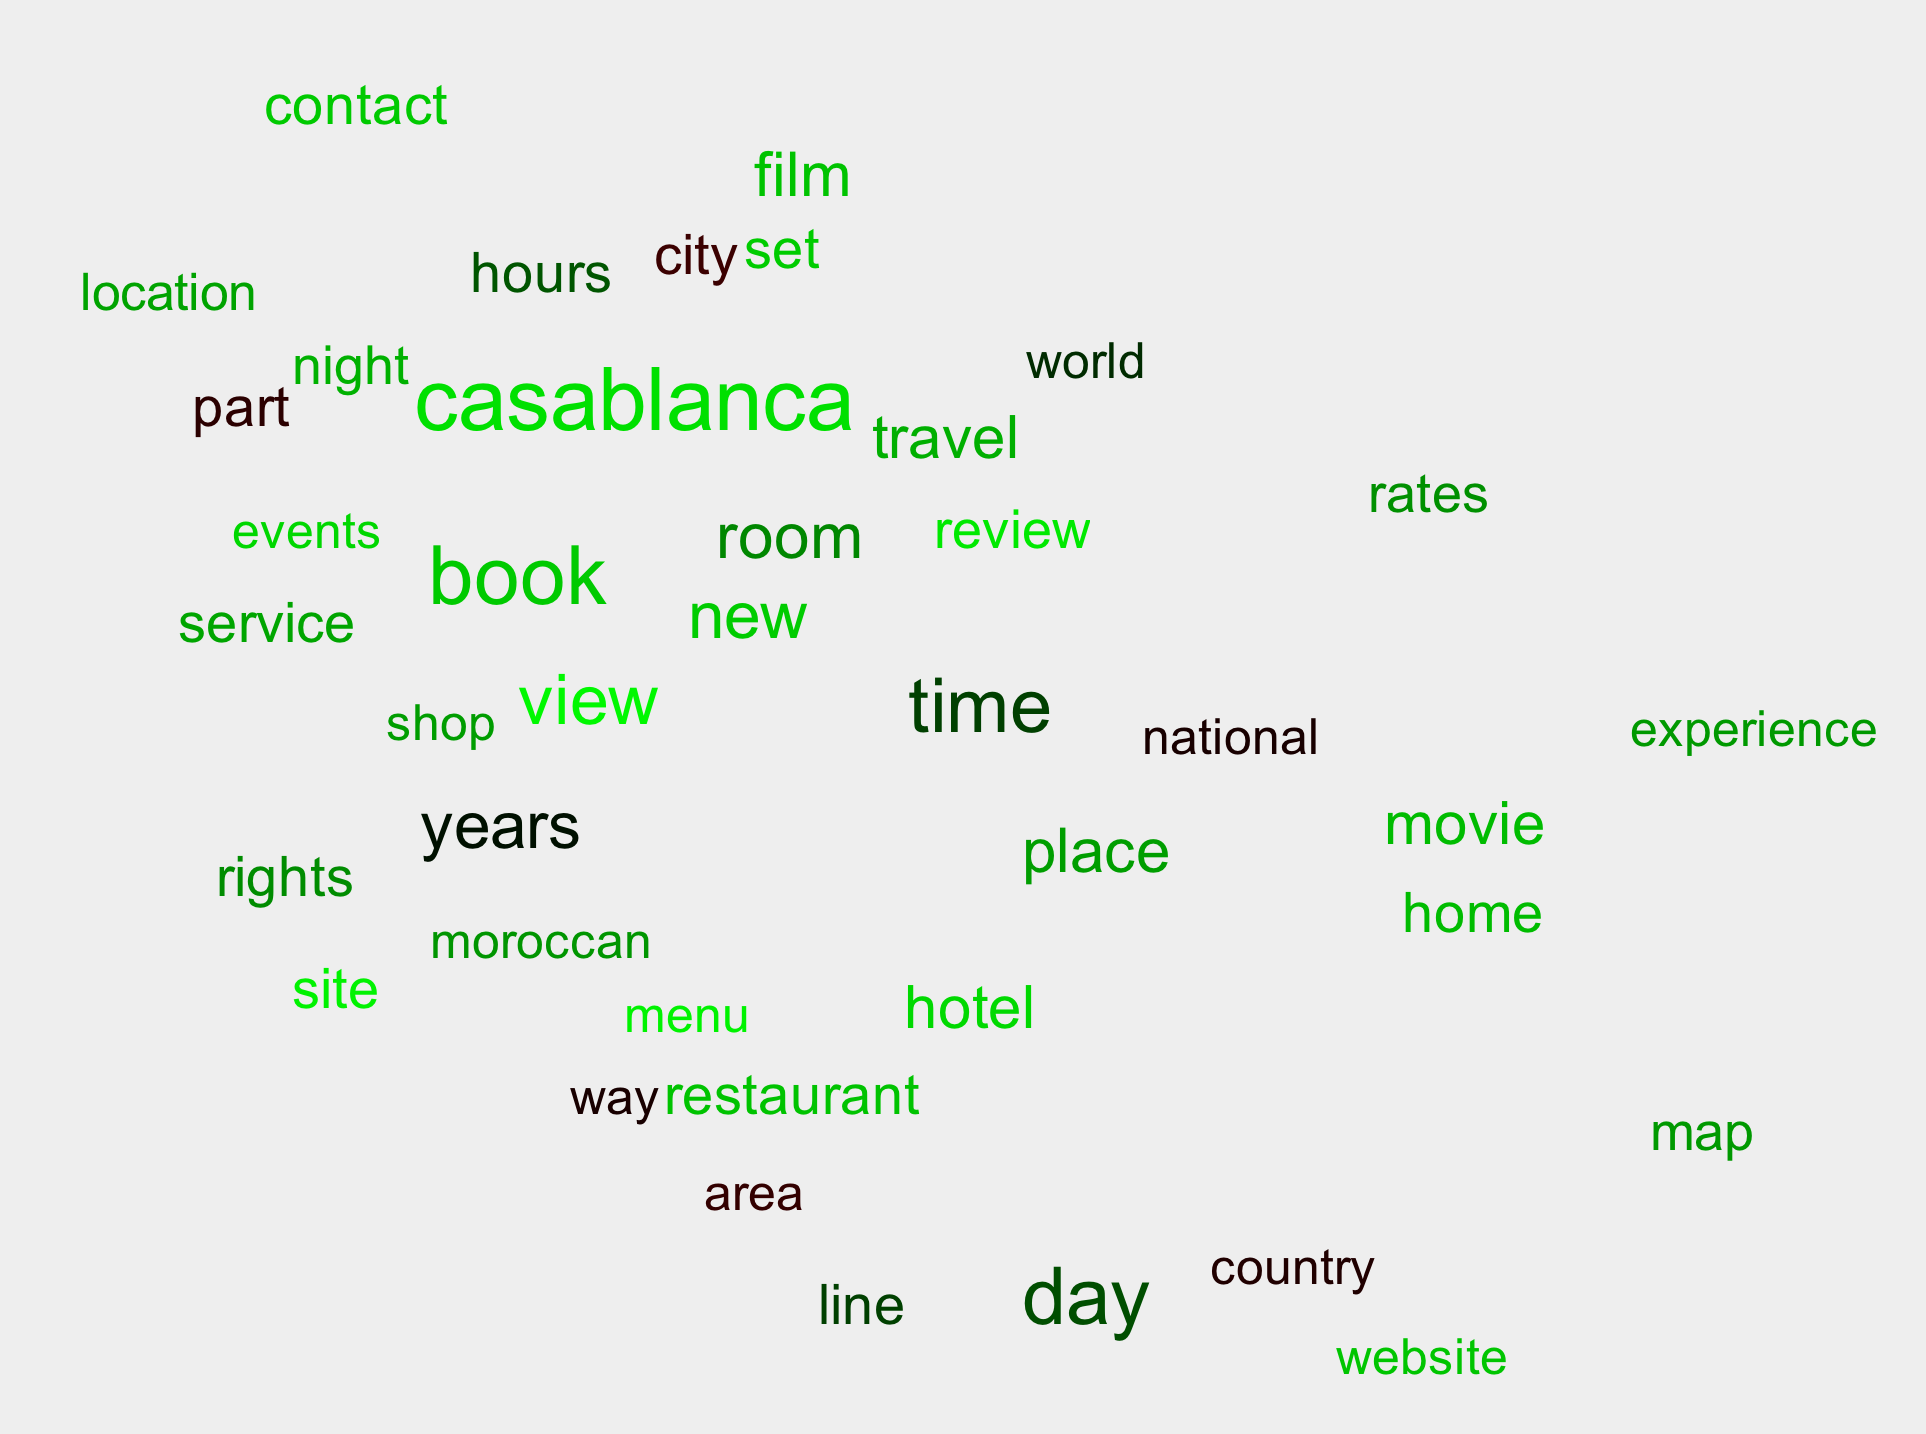 contact
film
city set
hours
location
night
world
part casablanca
travel
rates
events
room review
book
service
new
view
time
shop
national
experience
years
movie
place
rights
home
moroccan
site
hotel
menu
way restaurant
map
area
country
day
line
website